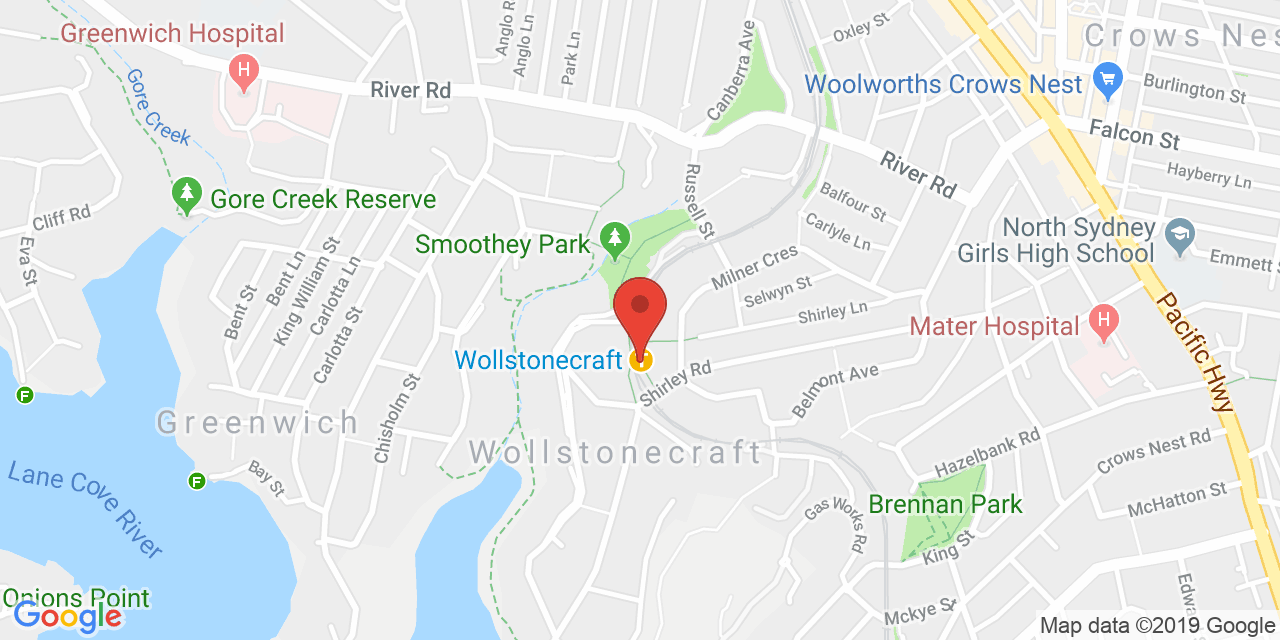 Oxley St
Anglo R
Anglo Ln
Park Ln
Canberra Ave
Greenwich Hospital
H
Crows Nes
Woolworths Crows Nest
Burlington St
River Rd
Gore Creek
Falcon St
River Rd
Hayberry Ln
Russell St
Gore Creek Reserve
Balfour St
Cliff Rd
Carlyle Ln
North Sydney
Girls High School
Smoothey Park
Eva St
Bent Ln
King William St
Carlotta Ln
Emmett S
Milner Cres
Selwyn St
Bent St
Carlotta St
Shirley Ln
Mater Hospital
H
Pacific Hwy
Wollstonecraft
Shirley Rd
Belmont Ave
F
Greenwich
Chisholm St
Wollstonecraft
Hazelbank Rd
Crows Nest Rd
F
Bay St
Lane Cove
River
McHatton St
Brennan Park
Gas Works Rd
King St
Onions Point
Mckye St
Edwa
Google
Map data ©2019 Google